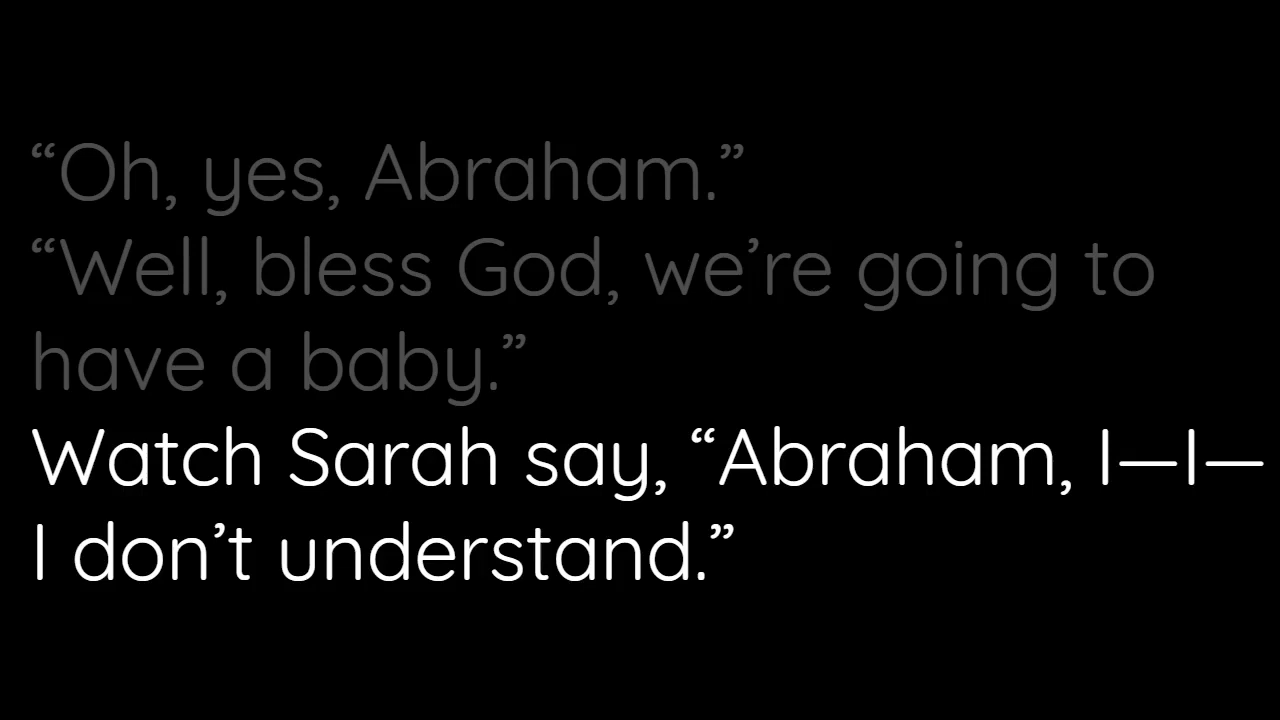 “Oh, yes, Abraham.”
“Well, bless God, we’re going to
have a baby.”
Watch Sarah say, “Abraham, I—I—
I don’t understand.”